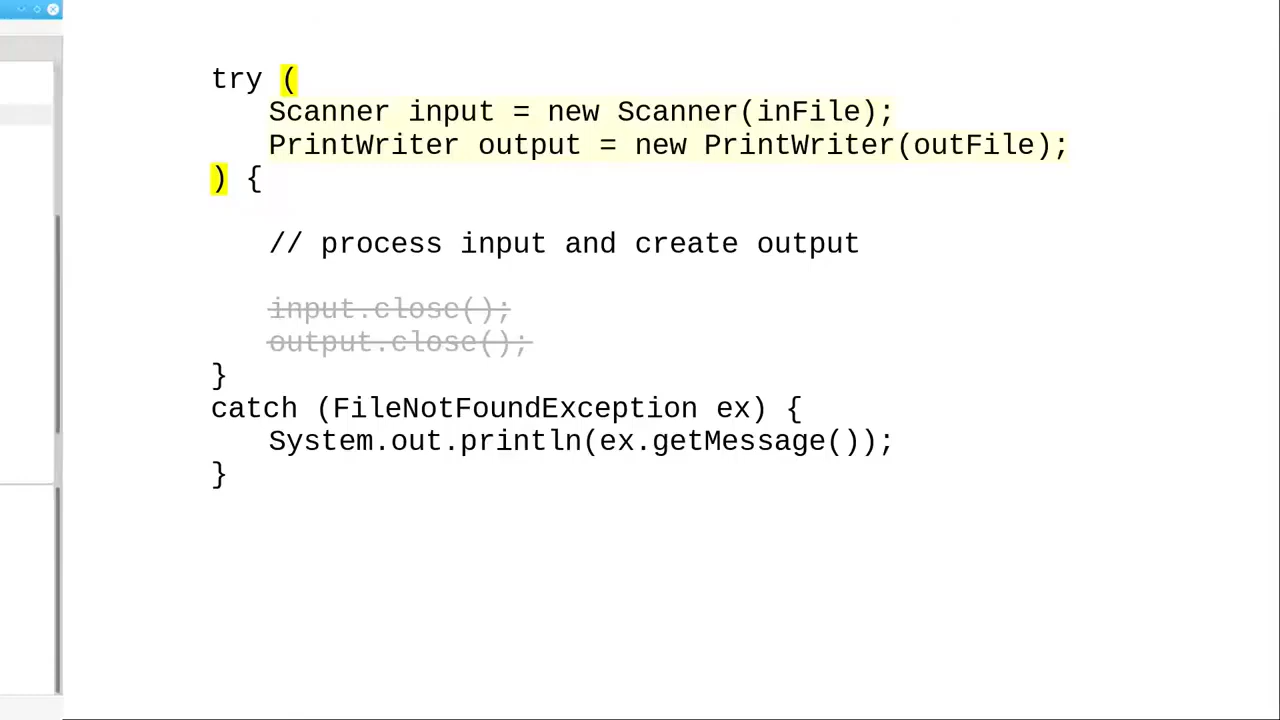 try (
Scanner input = new Scanner(inFile);
PrintWriter output = new PrintWriter(outFile);
) {
// process input and create output
input.close();
output.close();
}
catch (FileNotFoundException ex) {
System.out.println(ex.getMessage());
}